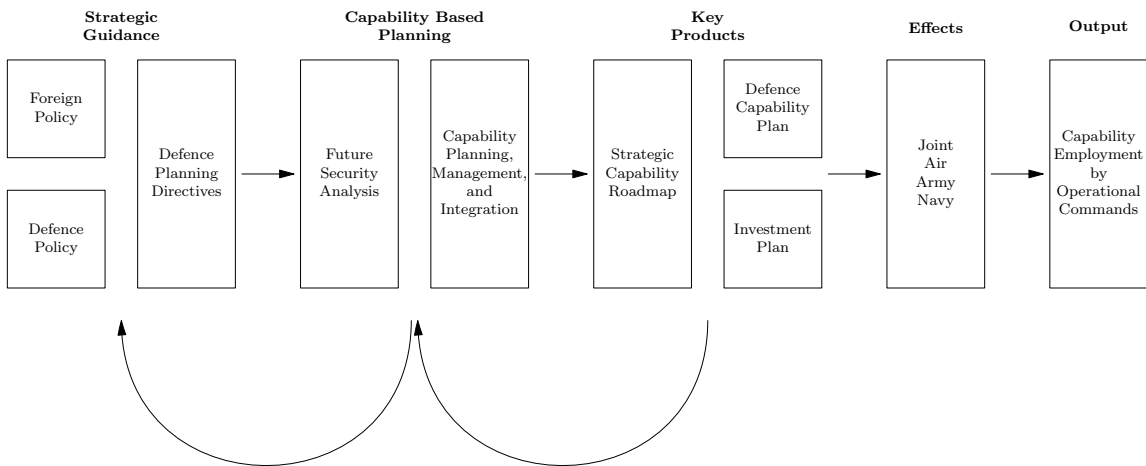 Strategic
Guidance
Capability Based
Planning
Key
Products
Effects
Output
Foreign
Policy
Defence
Policy
Defence
Planning
Directives
Future
Security
Analysis
Capability
Planning,
Management,
and
Integration
Strategic
Capability
Roadmap
Defence
Capability
Plan
Investment
Plan
Joint
Air
Army
Navy
Capability
Employment
by
Operational
Commands